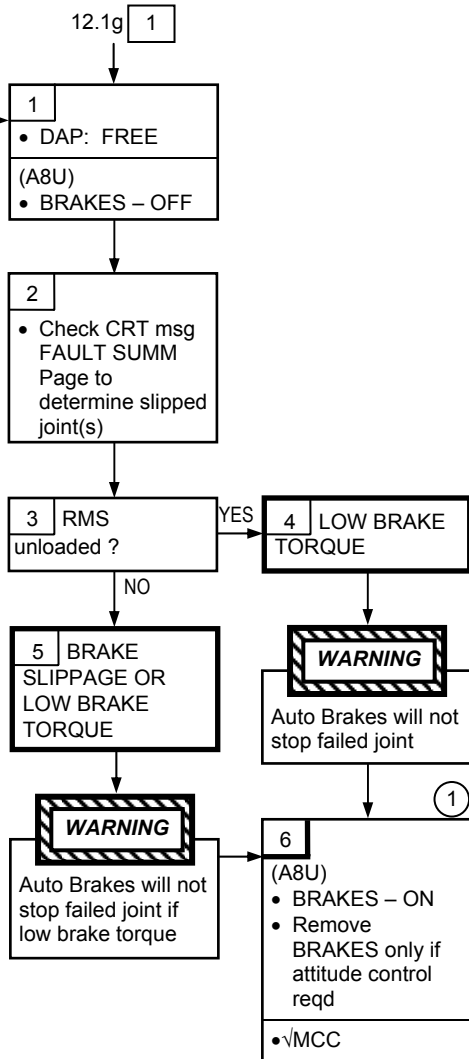 12.1g 1
1
• DAP: FREE
(A8U)
• BRAKES – OFF
2
• Check CRT msg
FAULT SUMM
Page to
determine slipped
joint(s)
3 RMS
unloaded ?
YES
NO
4 LOW BRAKE
TORQUE
WARNING
Auto Brakes will not
stop failed joint
5 BRAKE
SLIPPAGE OR
LOW BRAKE
TORQUE
WARNING
Auto Brakes will not
stop failed joint if
low brake torque
1
6
(A8U)
• BRAKES – ON
• Remove
BRAKES only if
attitude control
reqd
•√MCC